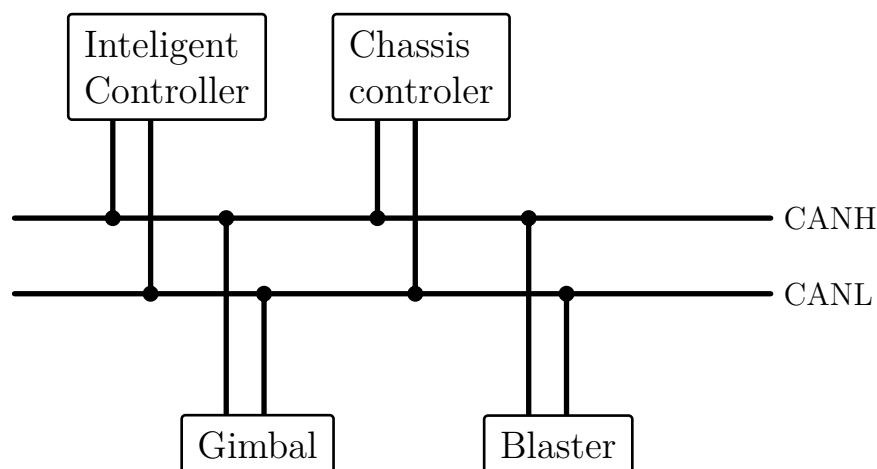 Inteligent
Controller
Chassis
controler
CANH
CANL
Gimbal
Blaster